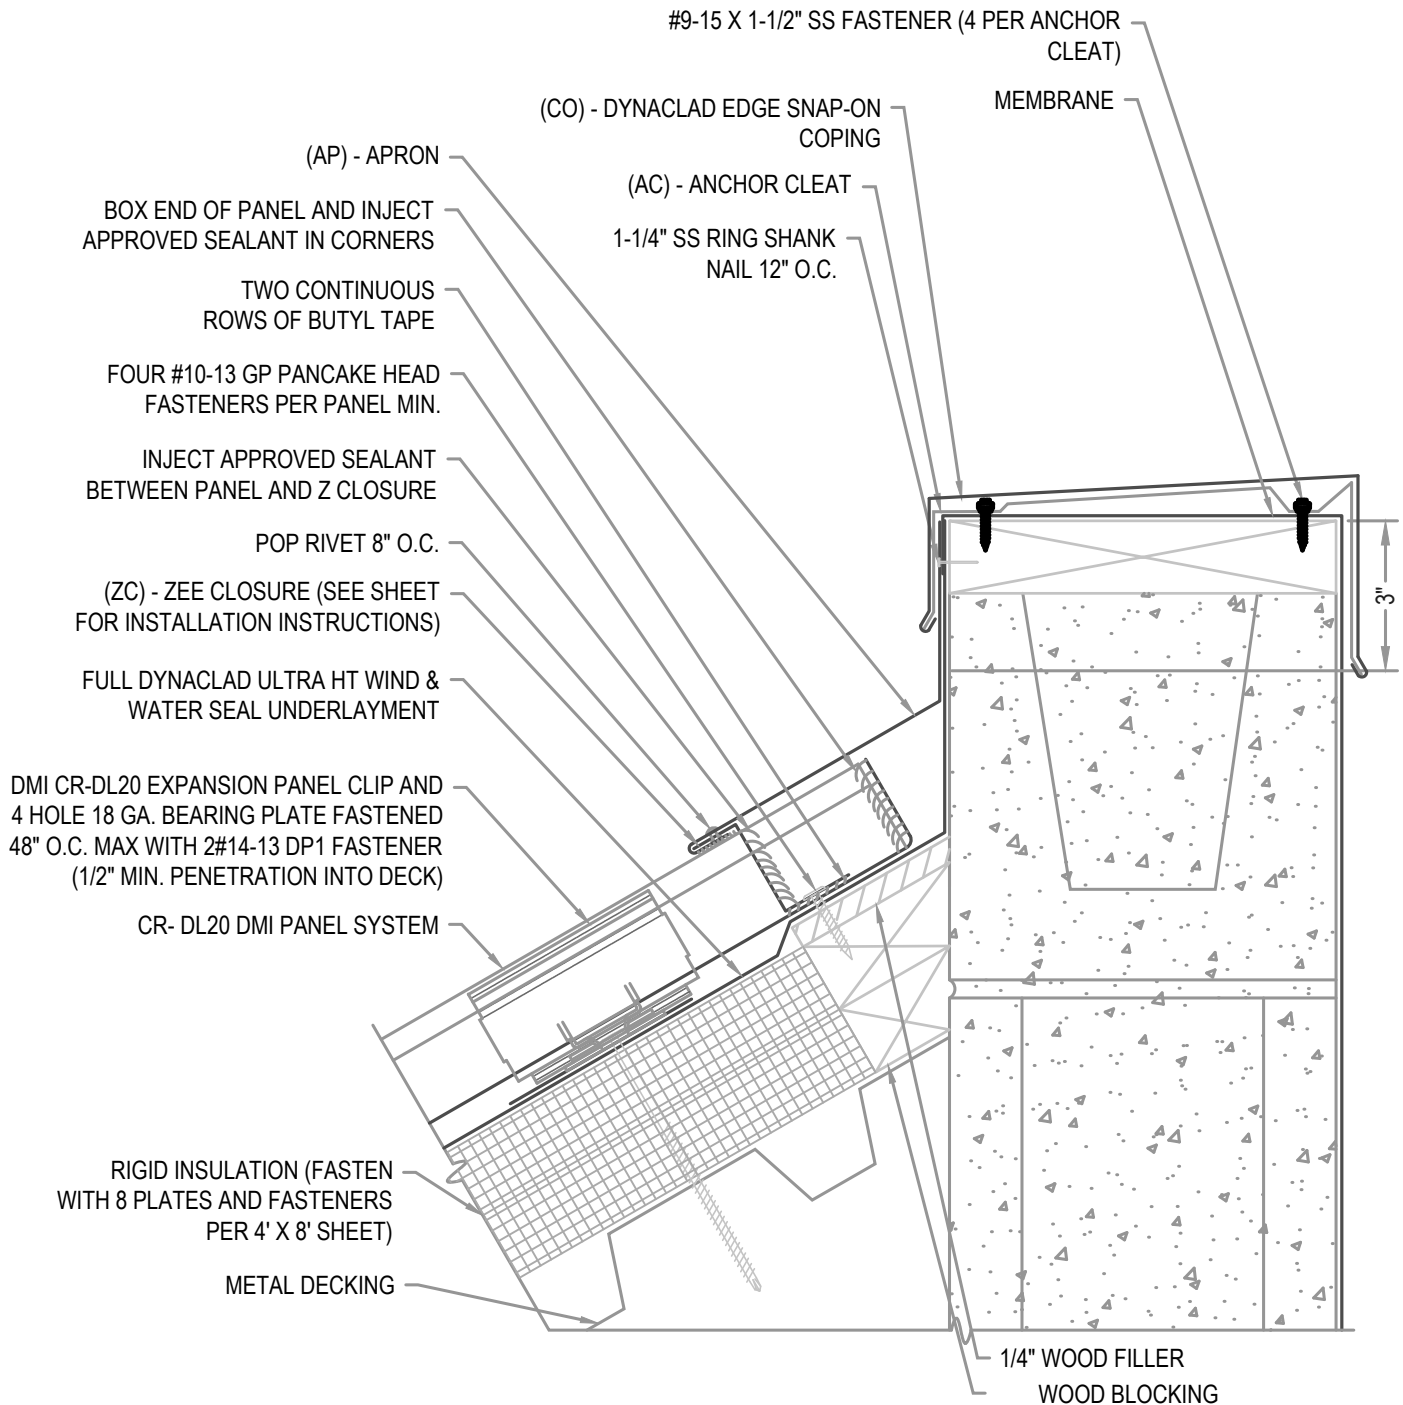 #9-15 X 1-1/2" SS FASTENER (4 PER ANCHOR
CLEAT)
MEMBRANE
(CO) - DYNACLAD EDGE SNAP-ON
COPING
(AC) - ANCHOR CLEAT
1-1/4" SS RING SHANK
NAIL 12" O.C.
(AP) - APRON
BOX END OF PANEL AND INJECT
APPROVED SEALANT IN CORNERS
TWO CONTINUOUS
ROWS OF BUTYL TAPE
FOUR #10-13 GP PANCAKE HEAD
FASTENERS PER PANEL MIN.
INJECT APPROVED SEALANT
BETWEEN PANEL AND Z CLOSURE
POP RIVET 8" O.C.
(ZC) - ZEE CLOSURE (SEE SHEET
FOR INSTALLATION INSTRUCTIONS)
FULL DYNACLAD ULTRA HT WIND &
WATER SEAL UNDERLAYMENT
DMI CR-DL20 EXPANSION PANEL CLIP AND
4 HOLE 18 GA. BEARING PLATE FASTENED
48" O.C. MAX WITH 2#14-13 DP1 FASTENER
(1/2" MIN. PENETRATION INTO DECK)
CR- DL20 DMI PANEL SYSTEM
RIGID INSULATION (FASTEN
WITH 8 PLATES AND FASTENERS
PER 4' X 8' SHEET)
METAL DECKING
3"
1/4" WOOD FILLER
WOOD BLOCKING